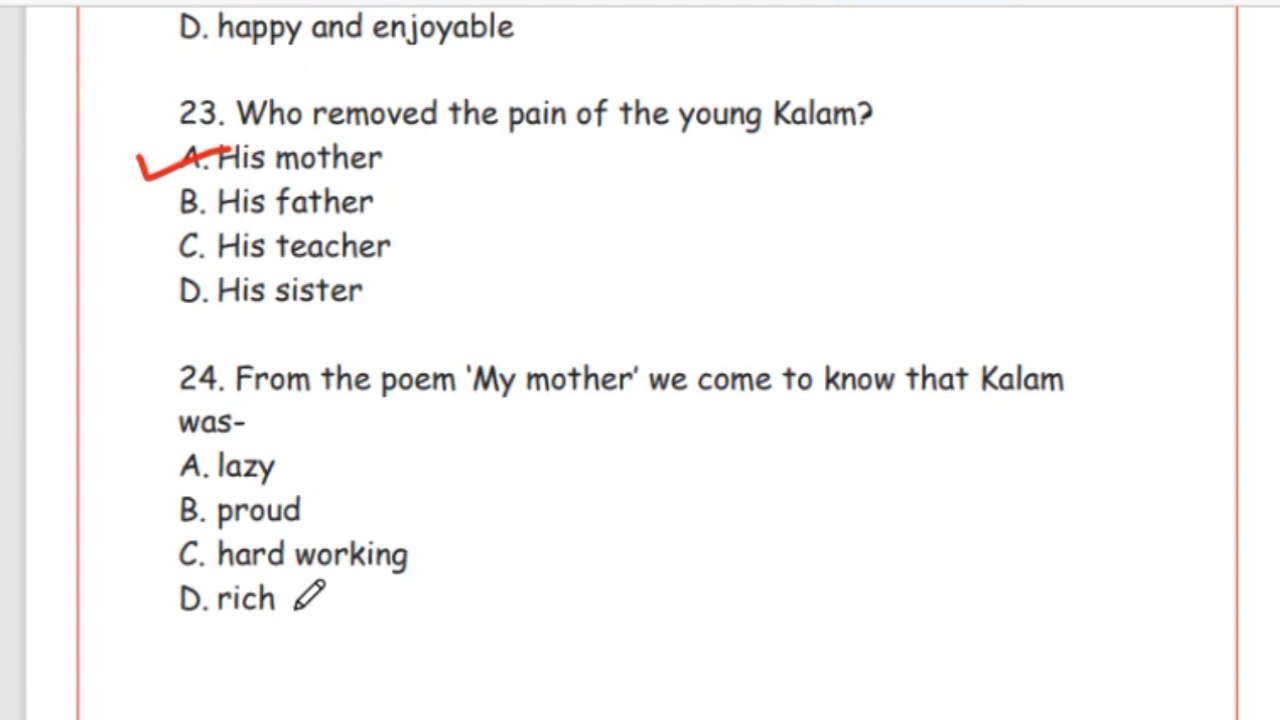 D. happy and enjoyable
23. Who removed the pain of the young Kalam?
A. His mother
B. His father
C. His teacher
D. His sister
24. From the poem 'My mother' we come to know that Kalam
was-
A. lazy
B. proud
C. hard working
D. rich